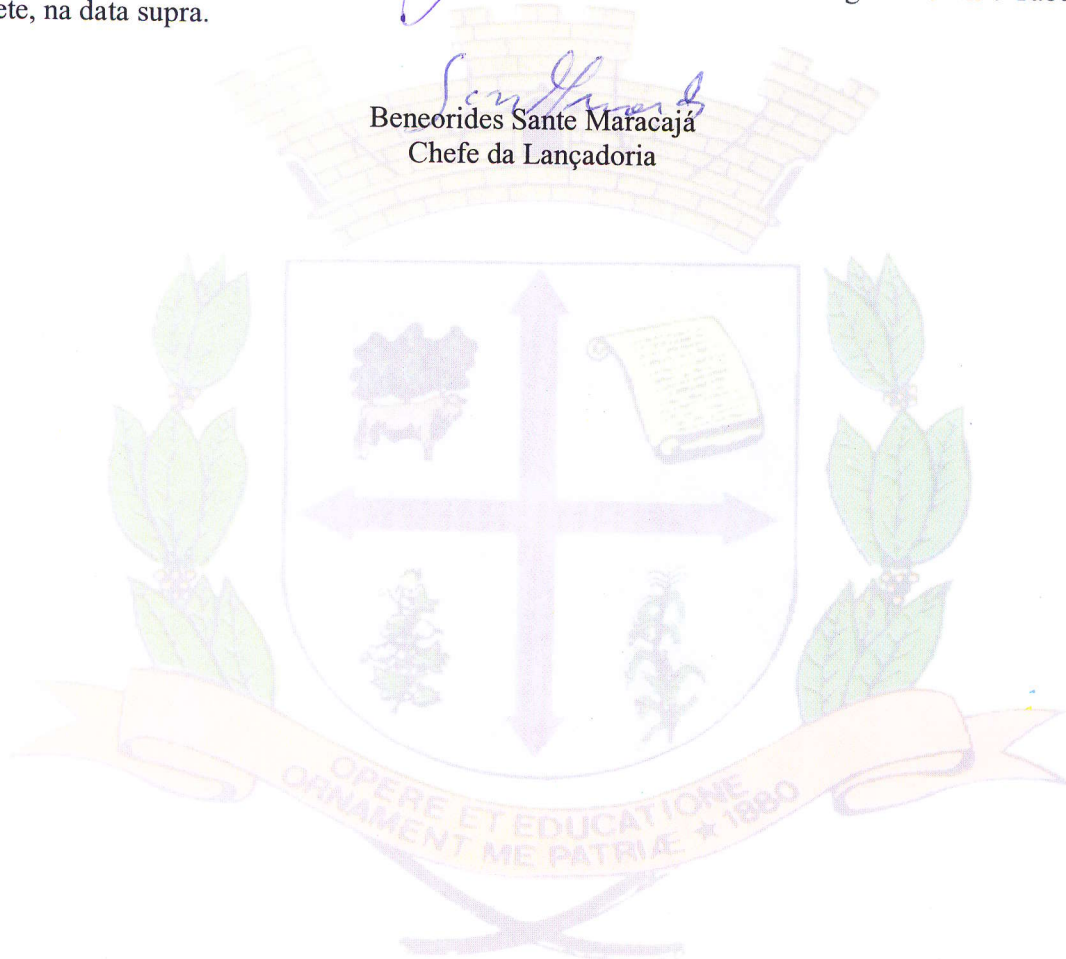 ete, na data supra.
Beneorides Sante Maracajá
Chefe da Lançadoria
OPERE ET EDUCATIONE
ORNAMENT ME PATRIÆ ★ 1880